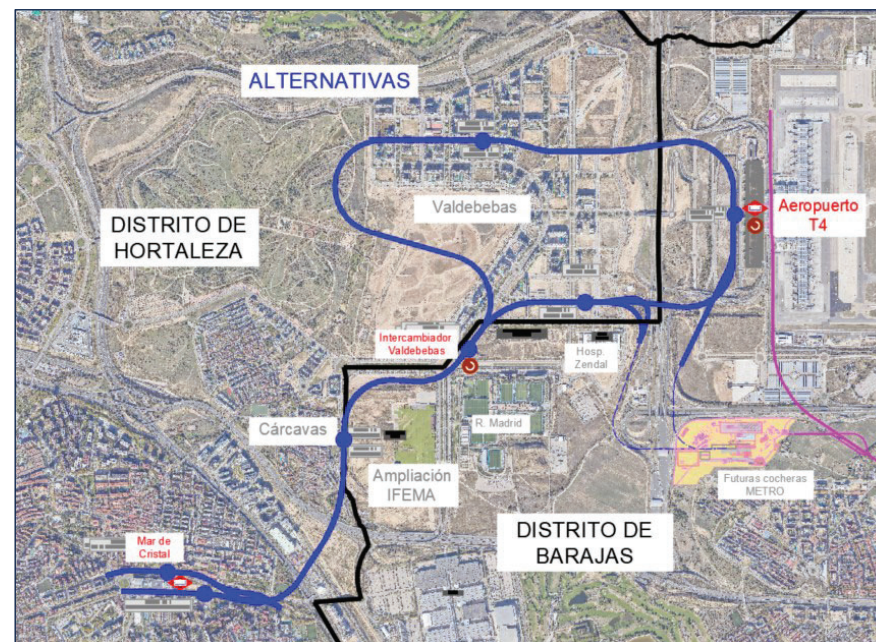 ALTERNATIVAS
DISTRITO DE
HORTALEZA
Valdebebas
Aeropuerto
T4
Intercambiador
Valdebebas
Hosp.
Zendal
Cárcavas
R. Madrid
Ampliación
IFEMA
Futuras cocheras
METRO
DISTRITO DE
BARAJAS
Mar de
Cristal